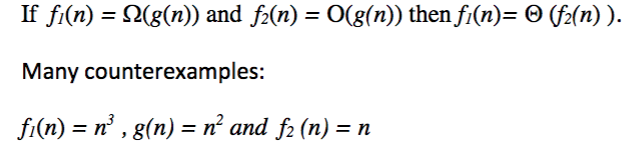 If f₁(n) = Ω(g(n)) and f₂(n) = O(g(n)) then f₁(n)= Θ (f₂(n) ).
Many counterexamples:
f₁(n) = n³ , g(n) = n² and f₂ (n) = n